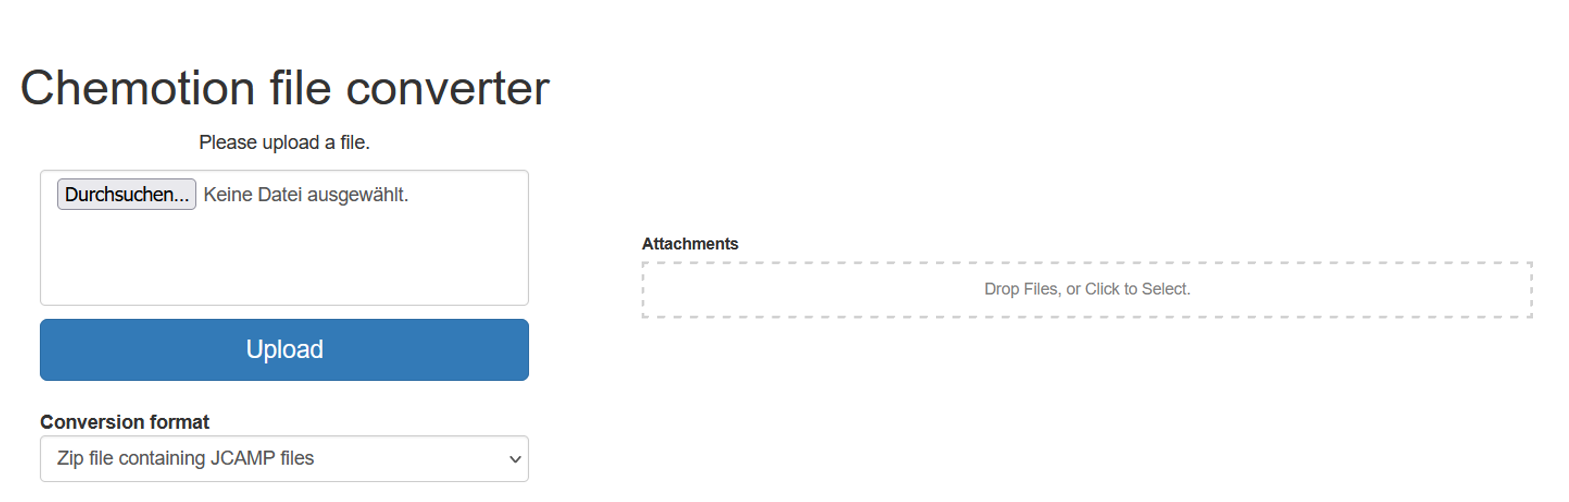 Chemotion file converter
Please upload a file.
Durchsuchen... Keine Datei ausgewählt.
Upload
Conversion format
Zip file containing JCAMP files
Attachments
Drop Files, or Click to Select.